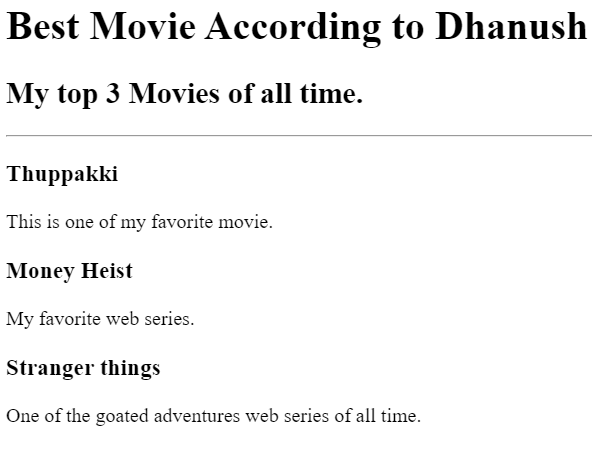 Best Movie According to Dhanush
My top 3 Movies of all time.
Thuppakki
This is one of my favorite movie.
Money Heist
My favorite web series.
Stranger things
One of the goated adventures web series of all time.